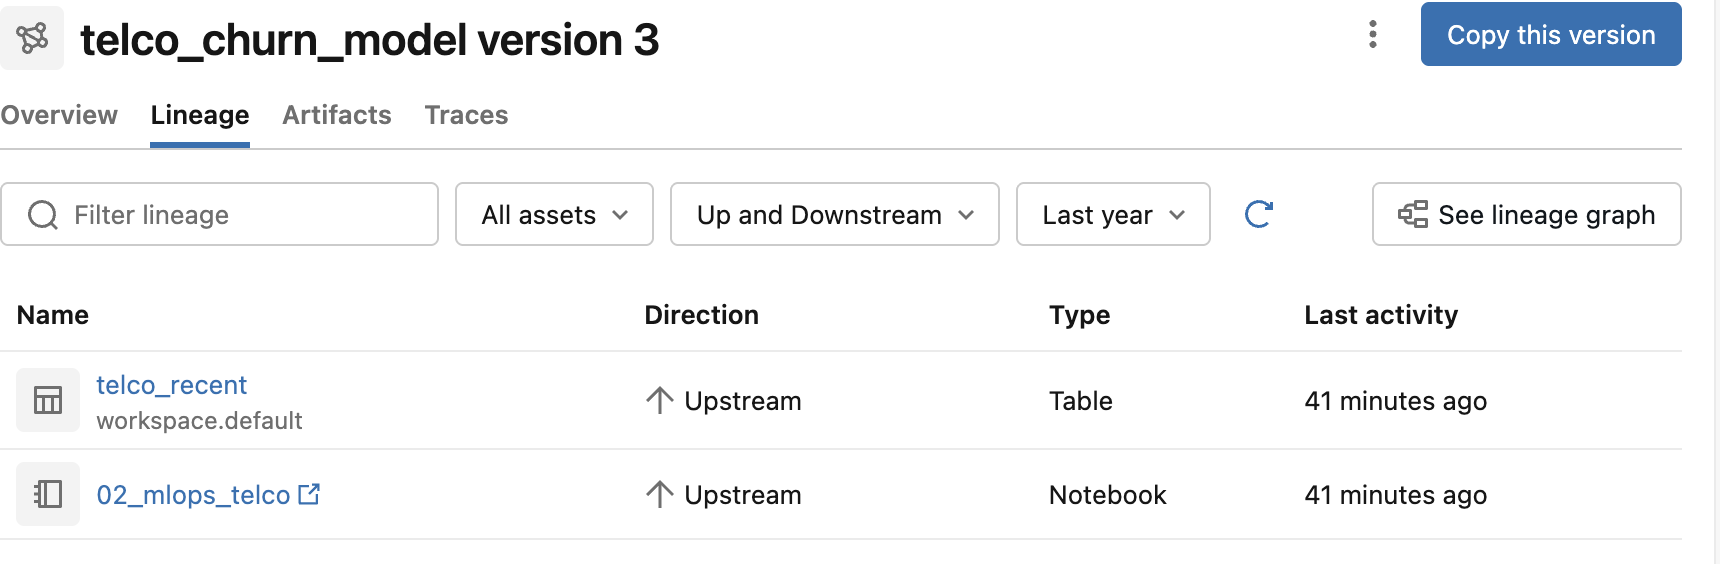 telco_churn_model version 3
Copy this version
Overview Lineage Artifacts Traces
Filter lineage All assets Up and Downstream Last year See lineage graph
Name Direction Type Last activity
telco_recent
workspace.default
Upstream Table 41 minutes ago
02_mlops_telco Upstream Notebook 41 minutes ago